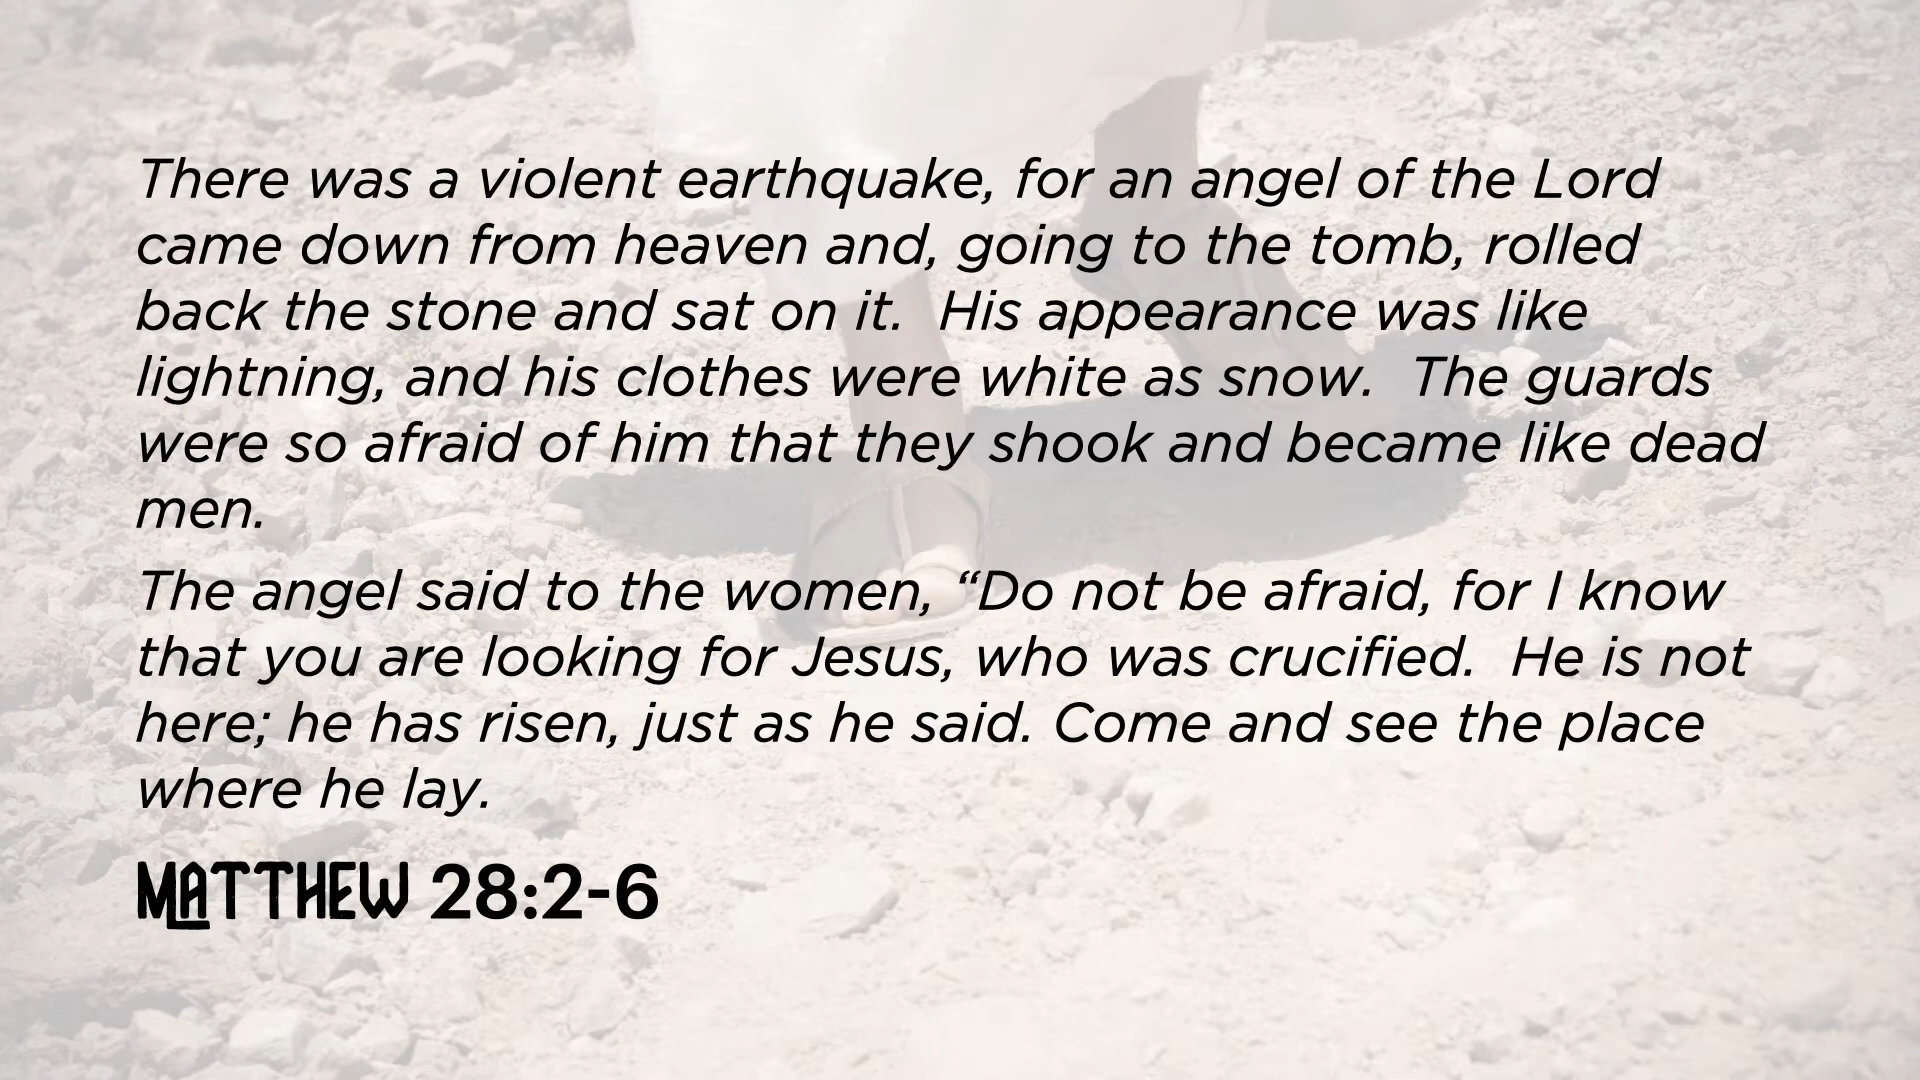 There was a violent earthquake, for an angel of the Lord
came down from heaven and, going to the tomb, rolled
back the stone and sat on it.  His appearance was like
lightning, and his clothes were white as snow.  The guards
were so afraid of him that they shook and became like dead
men.
The angel said to the women, “Do not be afraid, for I know
that you are looking for Jesus, who was crucified.  He is not
here; he has risen, just as he said. Come and see the place
where he lay.
MATTHEW 28:2-6